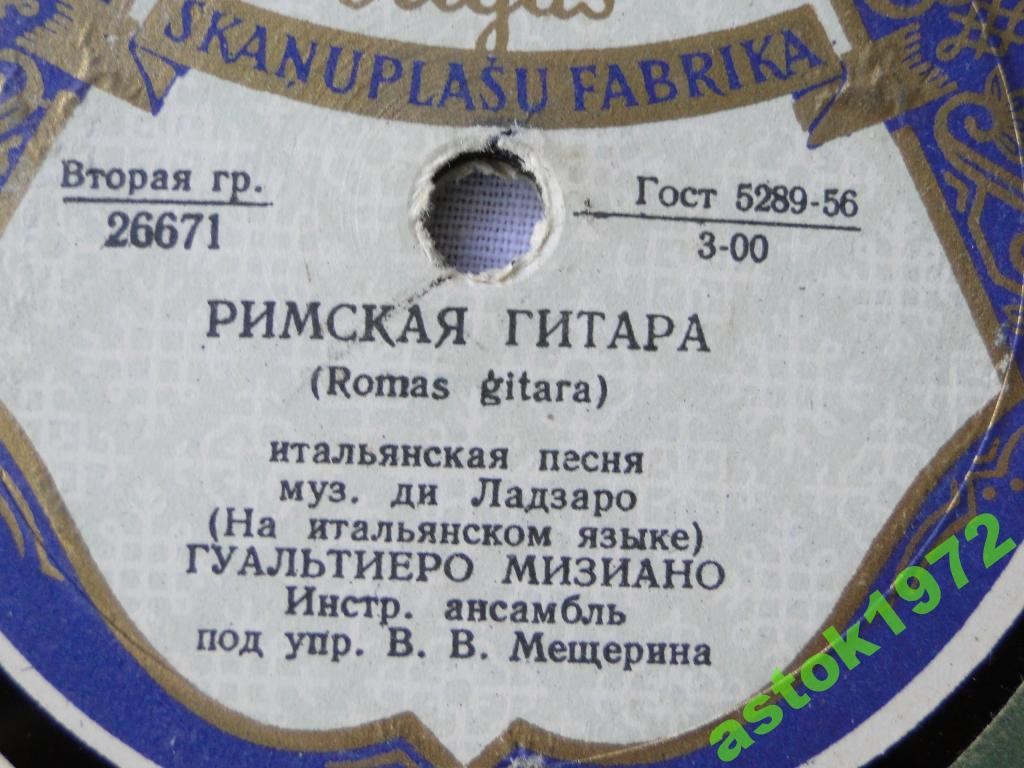 Rīgas
SKAŅUPLAŠU FABRIKA
Вторая гр.
26671
Гост 5289-56
3-00
РИМСКАЯ ГИТАРА
(Romas ģitara)
итальянская песня
муз. ди Ладзаро
(На итальянском языке)
ГУАЛЬТИЕРО МИЗИАНО
Инстр. ансамбль
под упр. В. В. Мещерина
astok1972